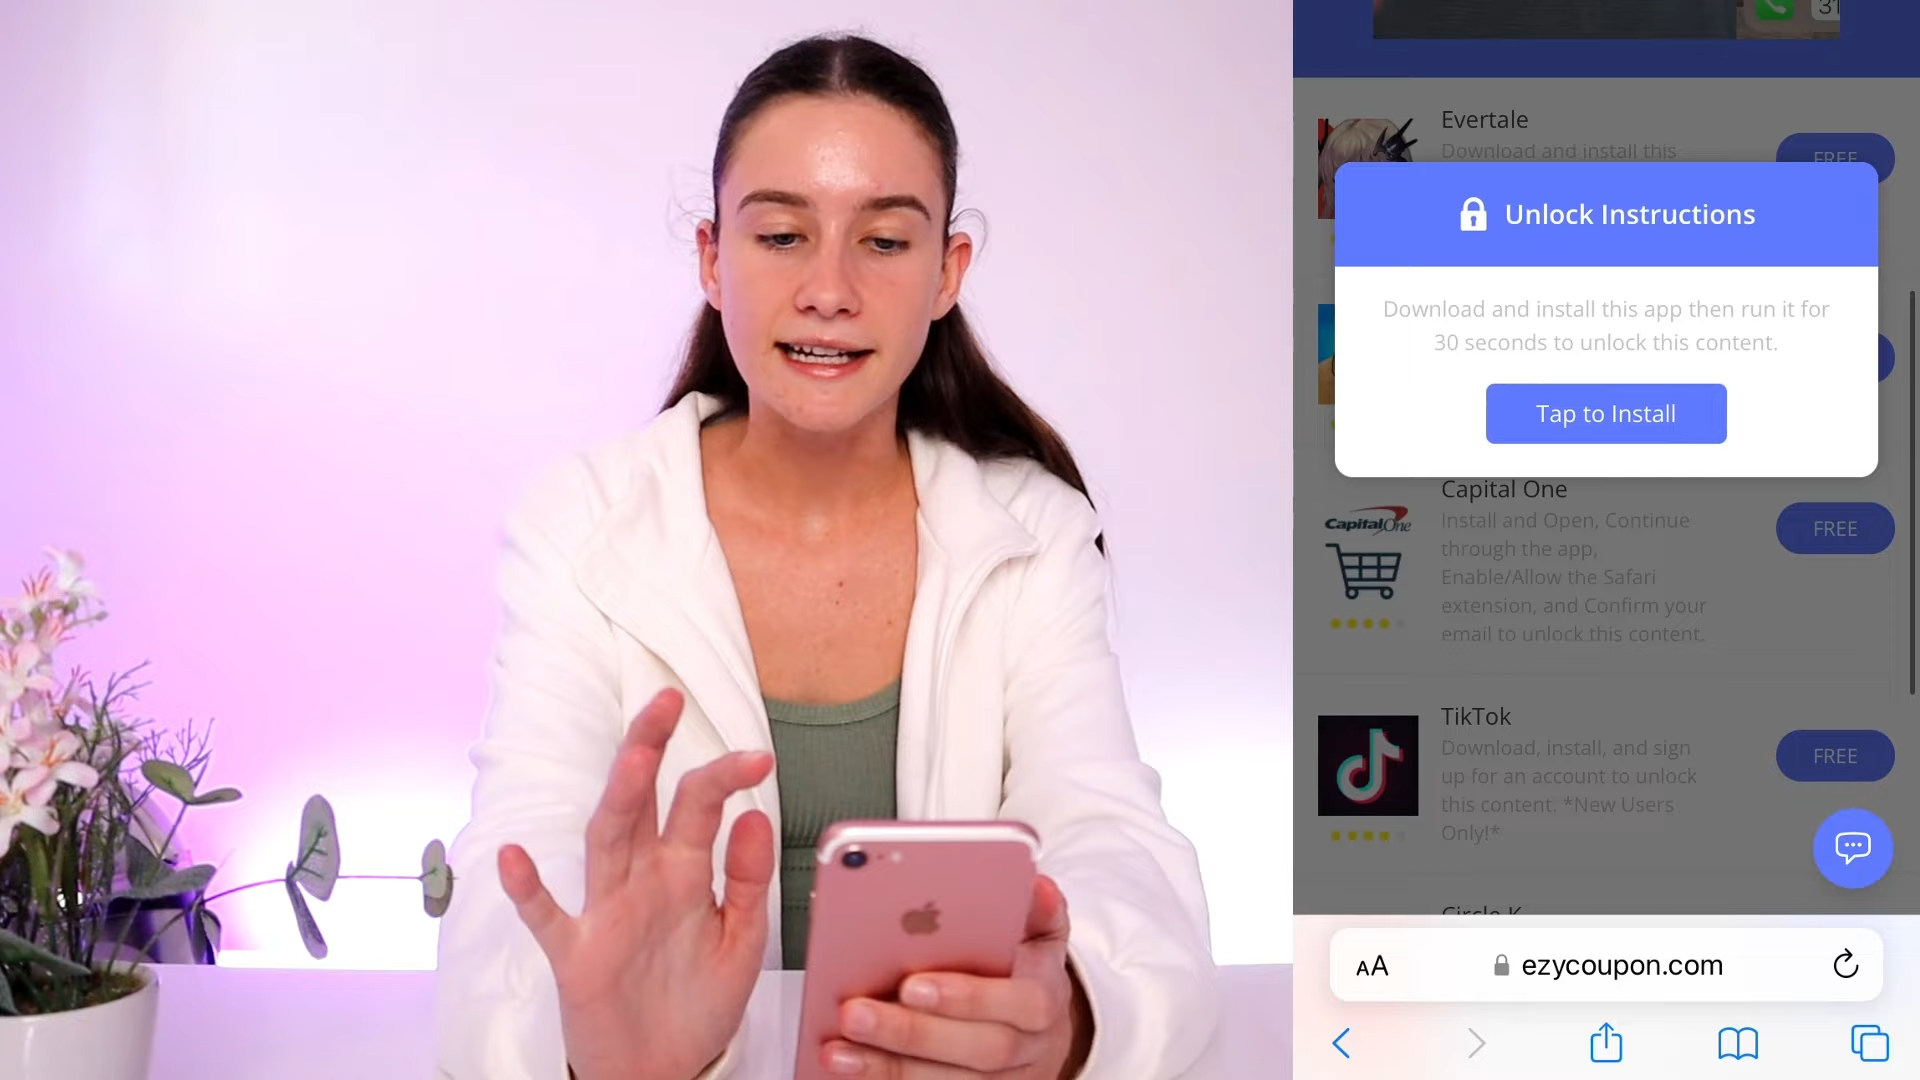 31
Evertale
Download and install this
FREE
Unlock Instructions
Download and install this app then run it for
30 seconds to unlock this content.
Tap to Install
Capital One
CapitalOne
Install and Open, Continue
through the app,
Enable/Allow the Safari
extension, and Confirm your
email to unlock this content.
FREE
TikTok
Download, install, and sign
up for an account to unlock
this content. *New Users
Only!*
FREE
Circle K
AA
ezycoupon.com